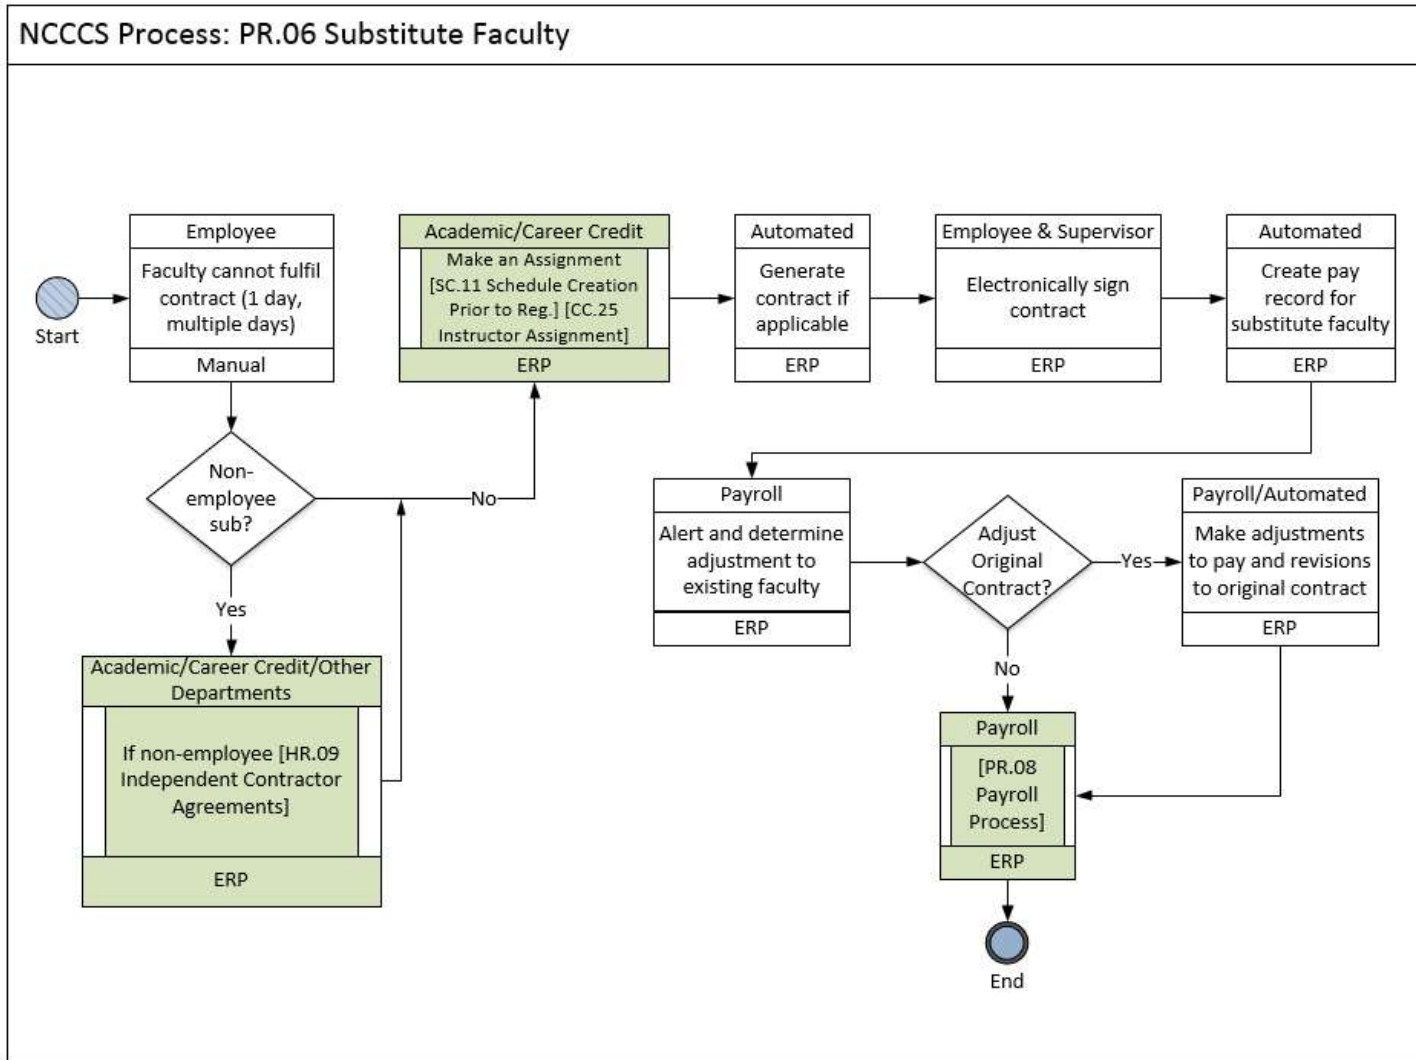 NCCCS Process: PR.06 Substitute Faculty
Start
Employee
Faculty cannot fulfil
contract (1 day,
multiple days)
Manual
Academic/Career Credit
Make an Assignment
[SC.11 Schedule Creation
Prior to Reg.] [CC.25
Instructor Assignment]
ERP
Automated
Generate
contract if
applicable
ERP
Employee & Supervisor
Electronically sign
contract
ERP
Automated
Create pay
record for
substitute faculty
ERP
Non-
employee
sub?
No
Yes
Academic/Career Credit/Other
Departments
If non-employee [HR.09
Independent Contractor
Agreements]
ERP
Payroll
Alert and determine
adjustment to
existing faculty
ERP
Adjust
Original
Contract?
Yes
Payroll/Automated
Make adjustments
to pay and revisions
to original contract
ERP
No
Payroll
[PR.08
Payroll
Process]
ERP
End